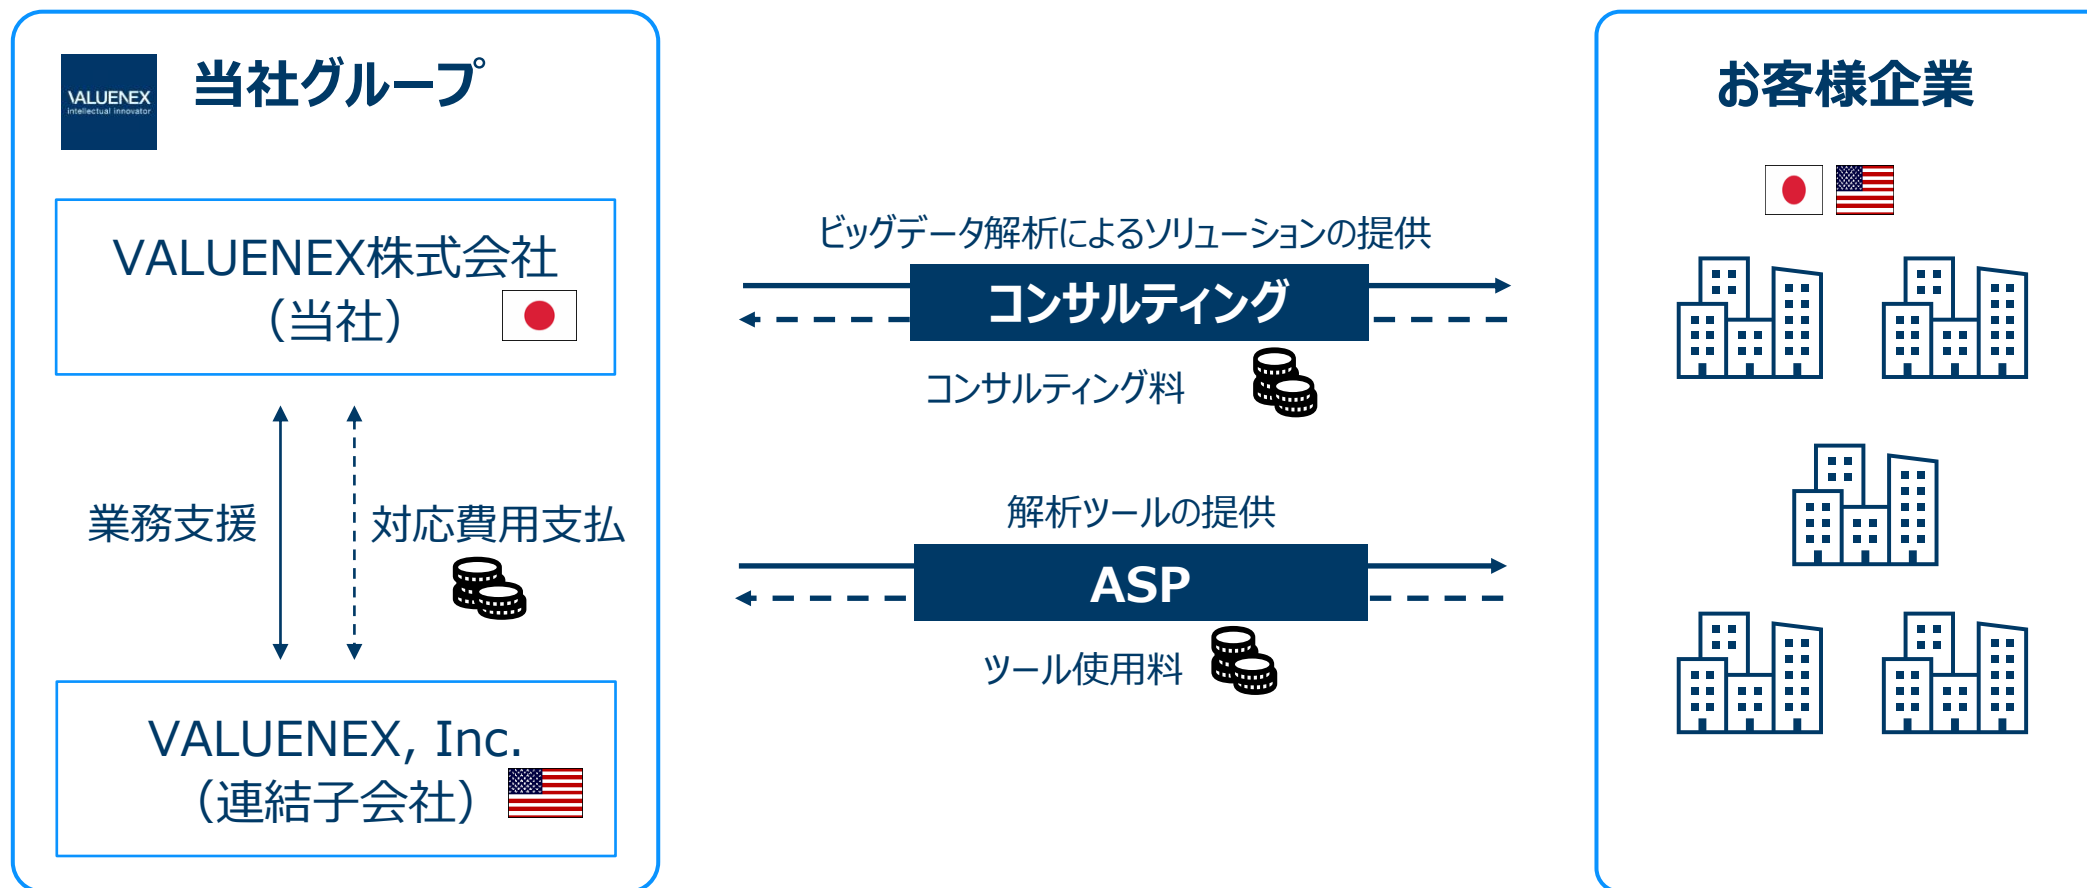 VALUENEX
intellectual innovator
当社グループ
VALUENEX株式会社
（当社）
業務支援
対応費用支払
VALUENEX, Inc.
（連結子会社）
ビッグデータ解析によるソリューションの提供
コンサルティング
コンサルティング料
解析ツールの提供
ASP
ツール使用料
お客様企業